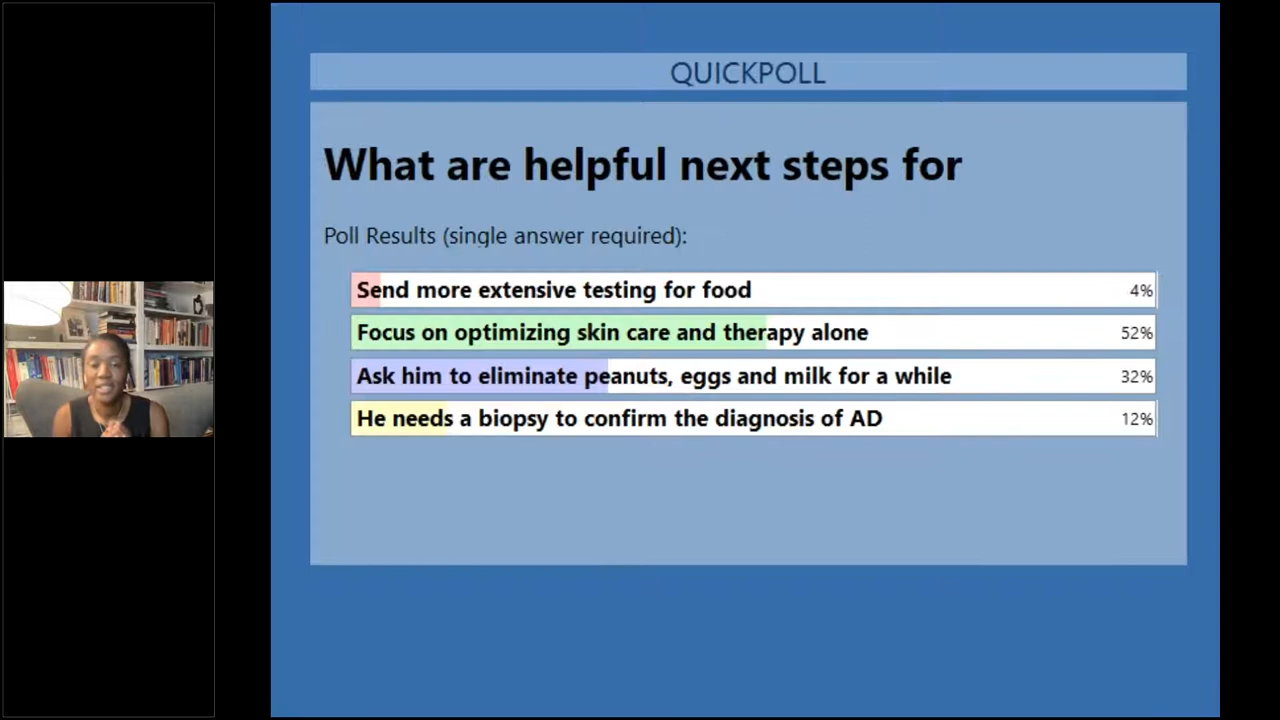 QUICKPOLL
What are helpful next steps for
Poll Results (single answer required):
Send more extensive testing for food 4%
Focus on optimizing skin care and therapy alone 52%
Ask him to eliminate peanuts, eggs and milk for a while 32%
He needs a biopsy to confirm the diagnosis of AD 12%